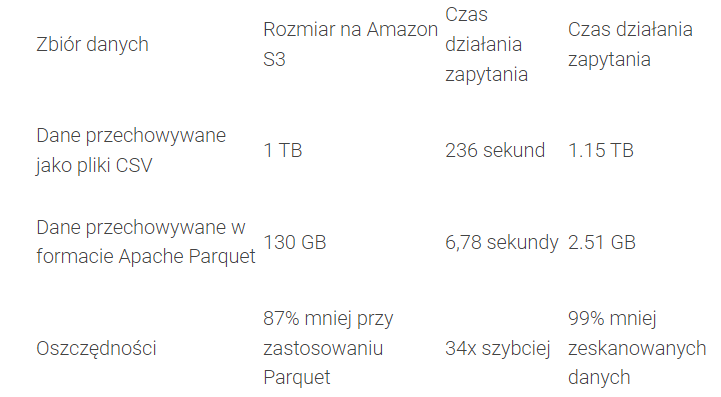 Zbiór danych
Rozmiar na Amazon
S3
Czas
działania
zapytania
Czas działania
zapytania
Dane przechowywane
jako pliki CSV
1 TB
236 sekund
1.15 TB
Dane przechowywane w
formacie Apache Parquet
130 GB
6,78 sekundy
2.51 GB
Oszczędności
87% mniej przy
zastosowaniu
Parquet
34x szybciej
99% mniej
zeskanowanych
danych